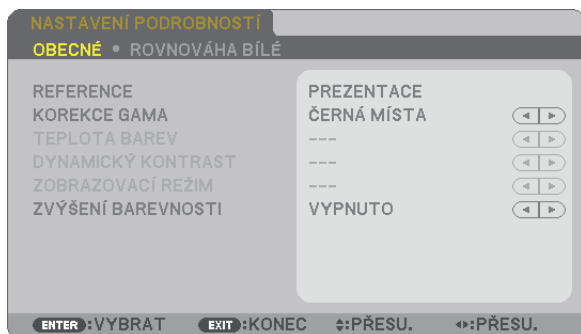 NASTAVENÍ PODROBNOSTÍ
OBECNÉ • ROVNOVÁHA BÍLÉ
REFERENCE PREZENTACE
KOREKCE GAMA ČERNÁ MÍSTA
TEPLOTA BAREV ---
DYNAMICKÝ KONTRAST ---
ZOBRAZOVACÍ REŽIM ---
ZVÝŠENÍ BAREVNOSTI VYPNUTO
ENTER :VYBRAT EXIT :KONEC :PŘESU. :PŘESU.